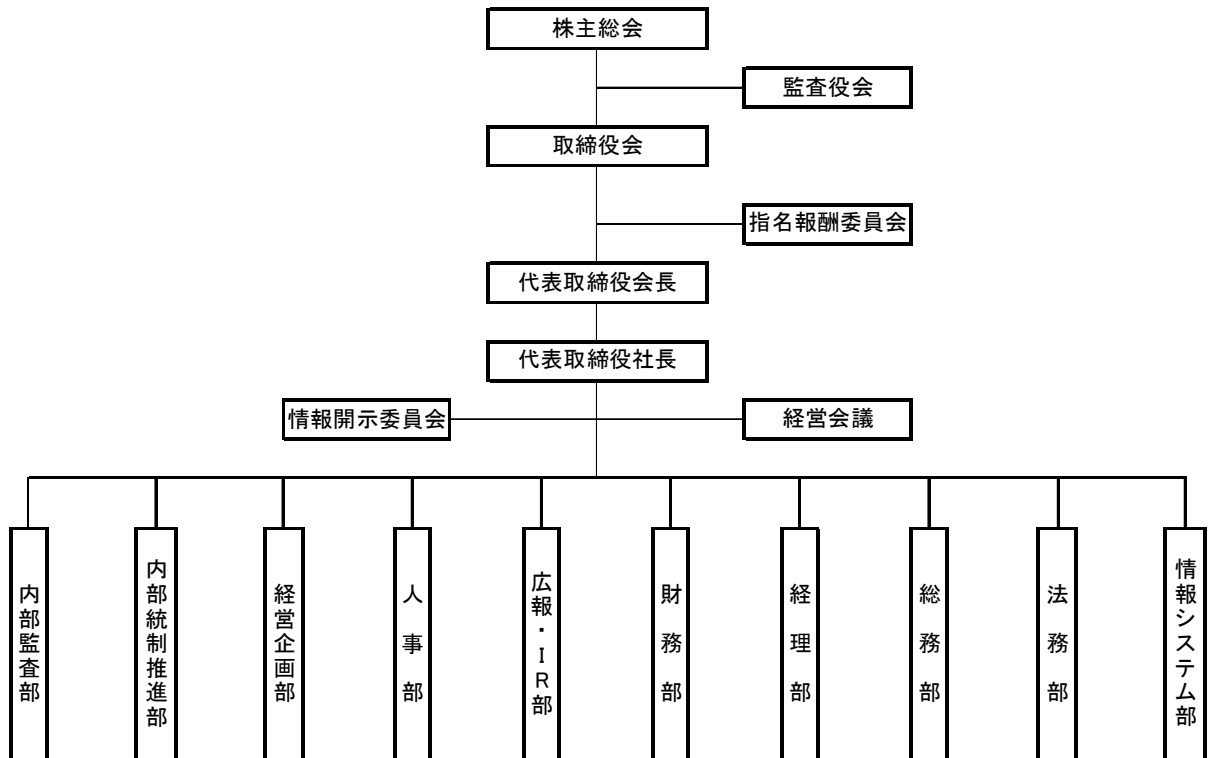 株主総会
監査役会
取締役会
指名報酬委員会
代表取締役会長
代表取締役社長
情報開示委員会
経営会議
内部監査部
内部統制推進部
経営企画部
人事部
広報・IR部
財務部
経理部
総務部
法務部
情報システム部